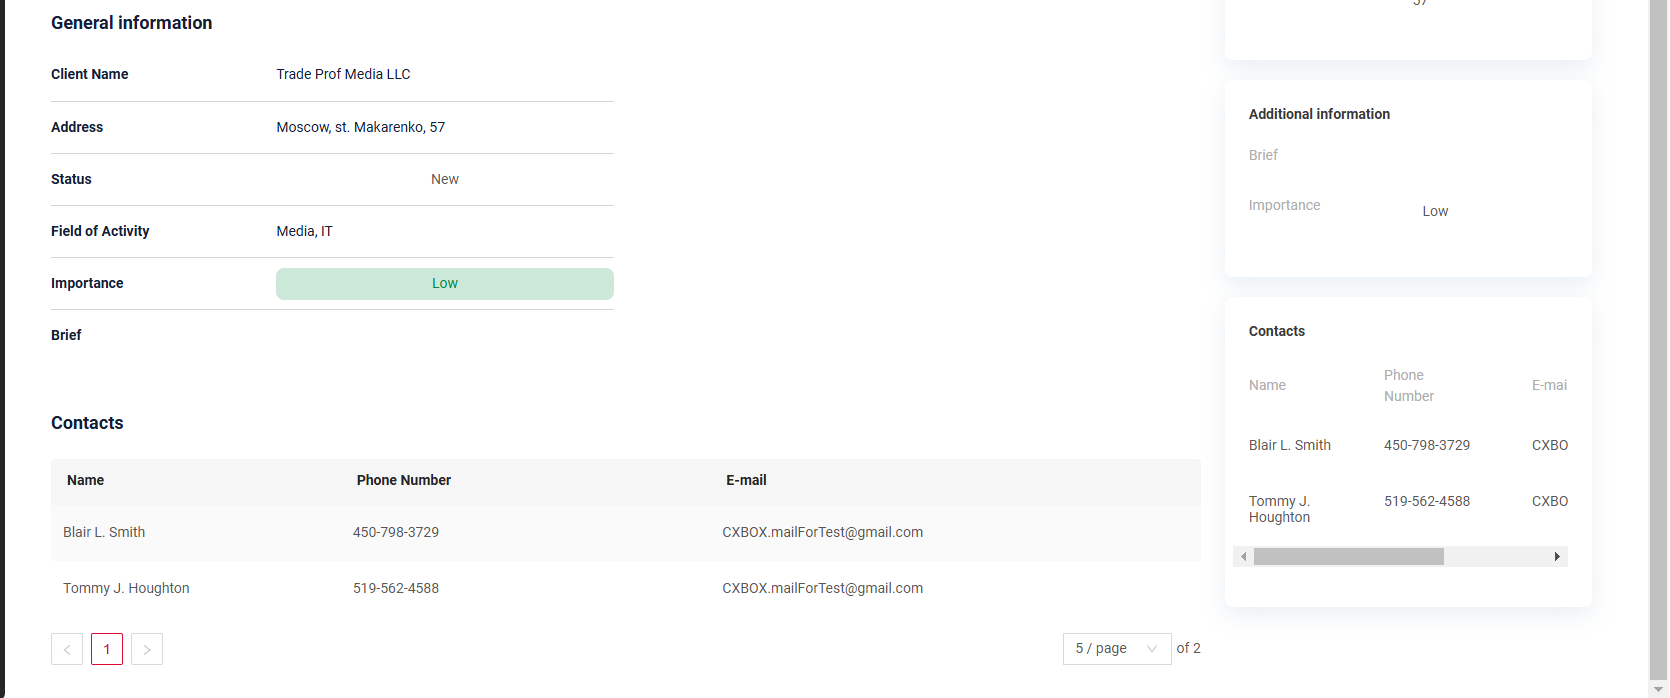 General information
Client Name Trade Prof Media LLC
Address Moscow, st. Makarenko, 57
Status New
Field of Activity Media, IT
Importance Low
Brief
Contacts
Name Phone Number E-mail
Blair L. Smith 450-798-3729 CXBOX.mailForTest@gmail.com
Tommy J. Houghton 519-562-4588 CXBOX.mailForTest@gmail.com
< 1 >
5 / page of 2
57
Additional information
Brief
Importance Low
Contacts
Name Phone Number E-mai
Blair L. Smith 450-798-3729 CXBO
Tommy J. Houghton 519-562-4588 CXBO